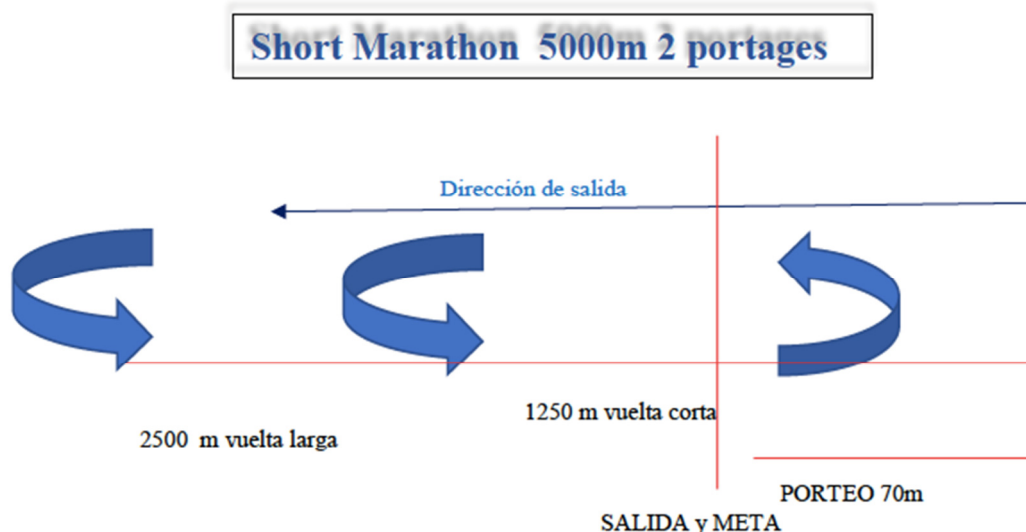 Short Marathon 5000m 2 portages
Dirección de salida
1250 m vuelta corta
2500 m vuelta larga
PORTEO 70m
SALIDA y META